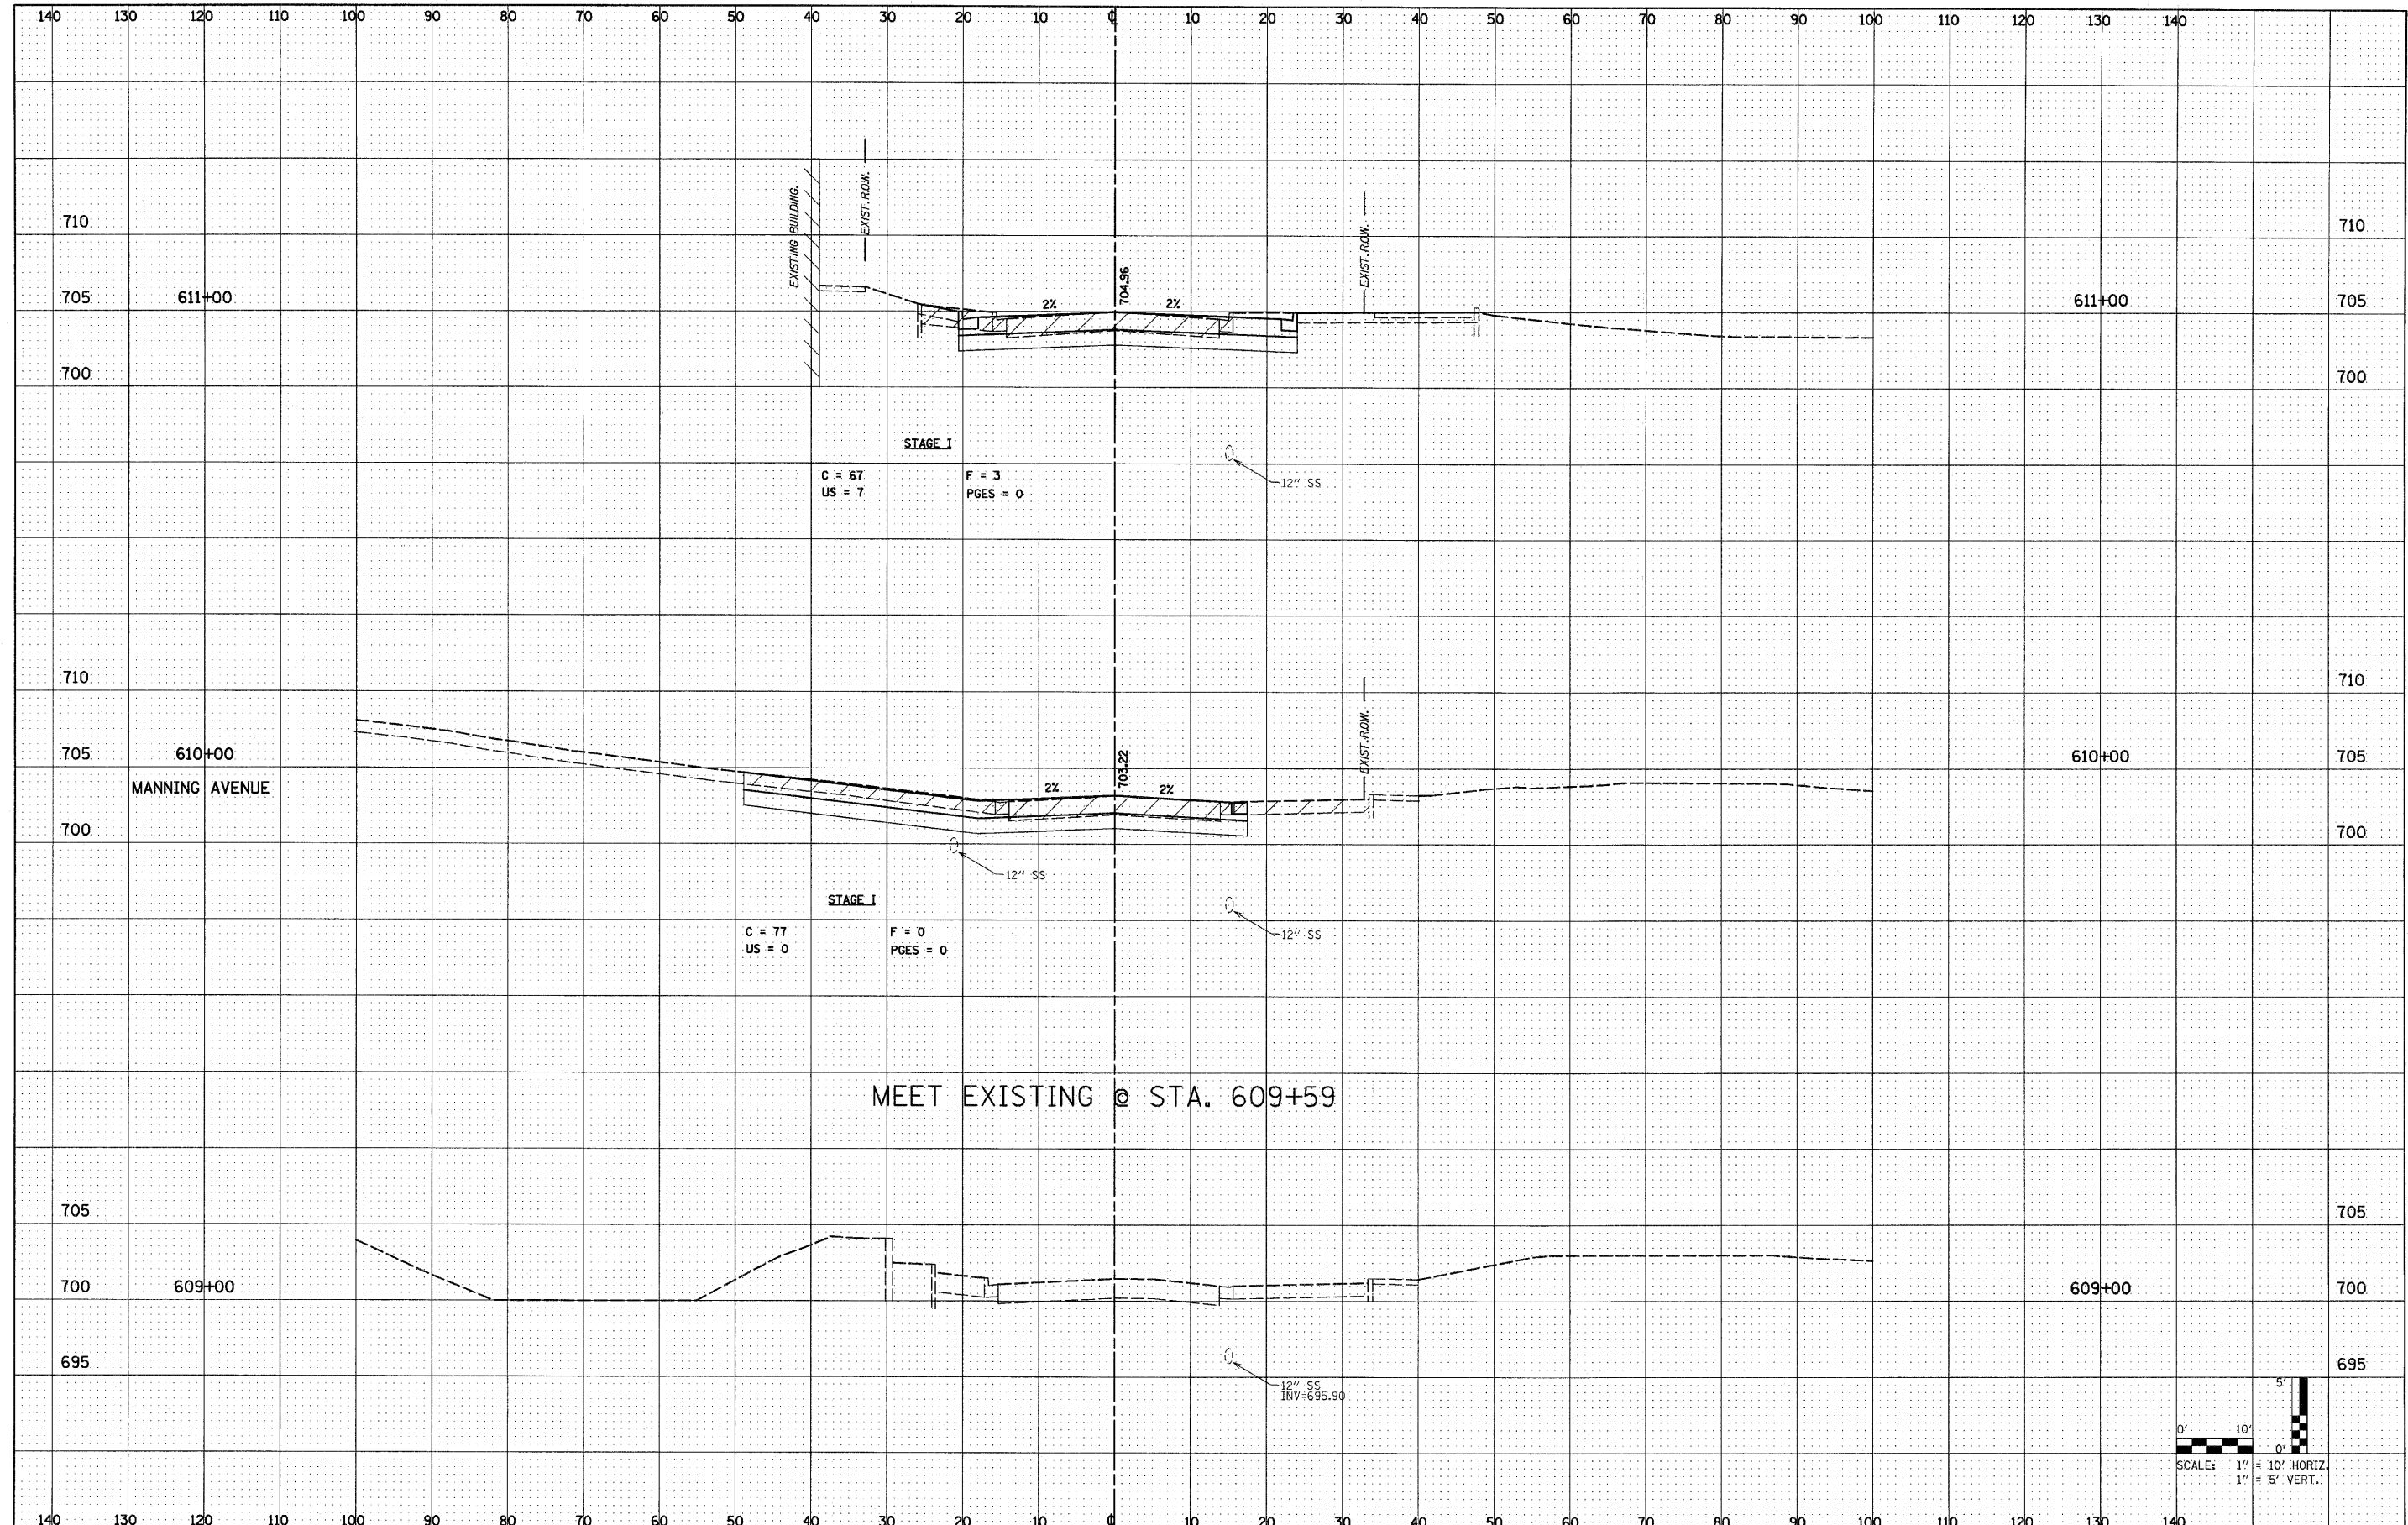 140 130 120 110 100 90 80 70 60 50 40 30 20 10 ℄ 10 20 30 40 50 60 70 80 90 100 110 120 130 140
EXISTING BUILDING.
EXIST. R.O.W.
EXIST. R.O.W.
710 710
704.96
705 611+00 2% 2% 611+00 705
700 700
STAGE I
C = 67 F = 3
US = 7 PGES = 0
12" SS
710 710
EXIST. R.O.W.
703.22
705 610+00 610+00 705
MANNING AVENUE 2% 2%
700 700
12" SS
STAGE I
C = 77 F = 0
US = 0 PGES = 0
12" SS
MEET EXISTING @ STA. 609+59
705 705
700 609+00 609+00 700
695 695
12" SS
INV=695.90
5'
0' 10'
0'
SCALE: 1" = 10' HORIZ.
1" = 5' VERT.
140 130 120 110 100 90 80 70 60 50 40 30 20 10 ℄ 10 20 30 40 50 60 70 80 90 100 110 120 130 140